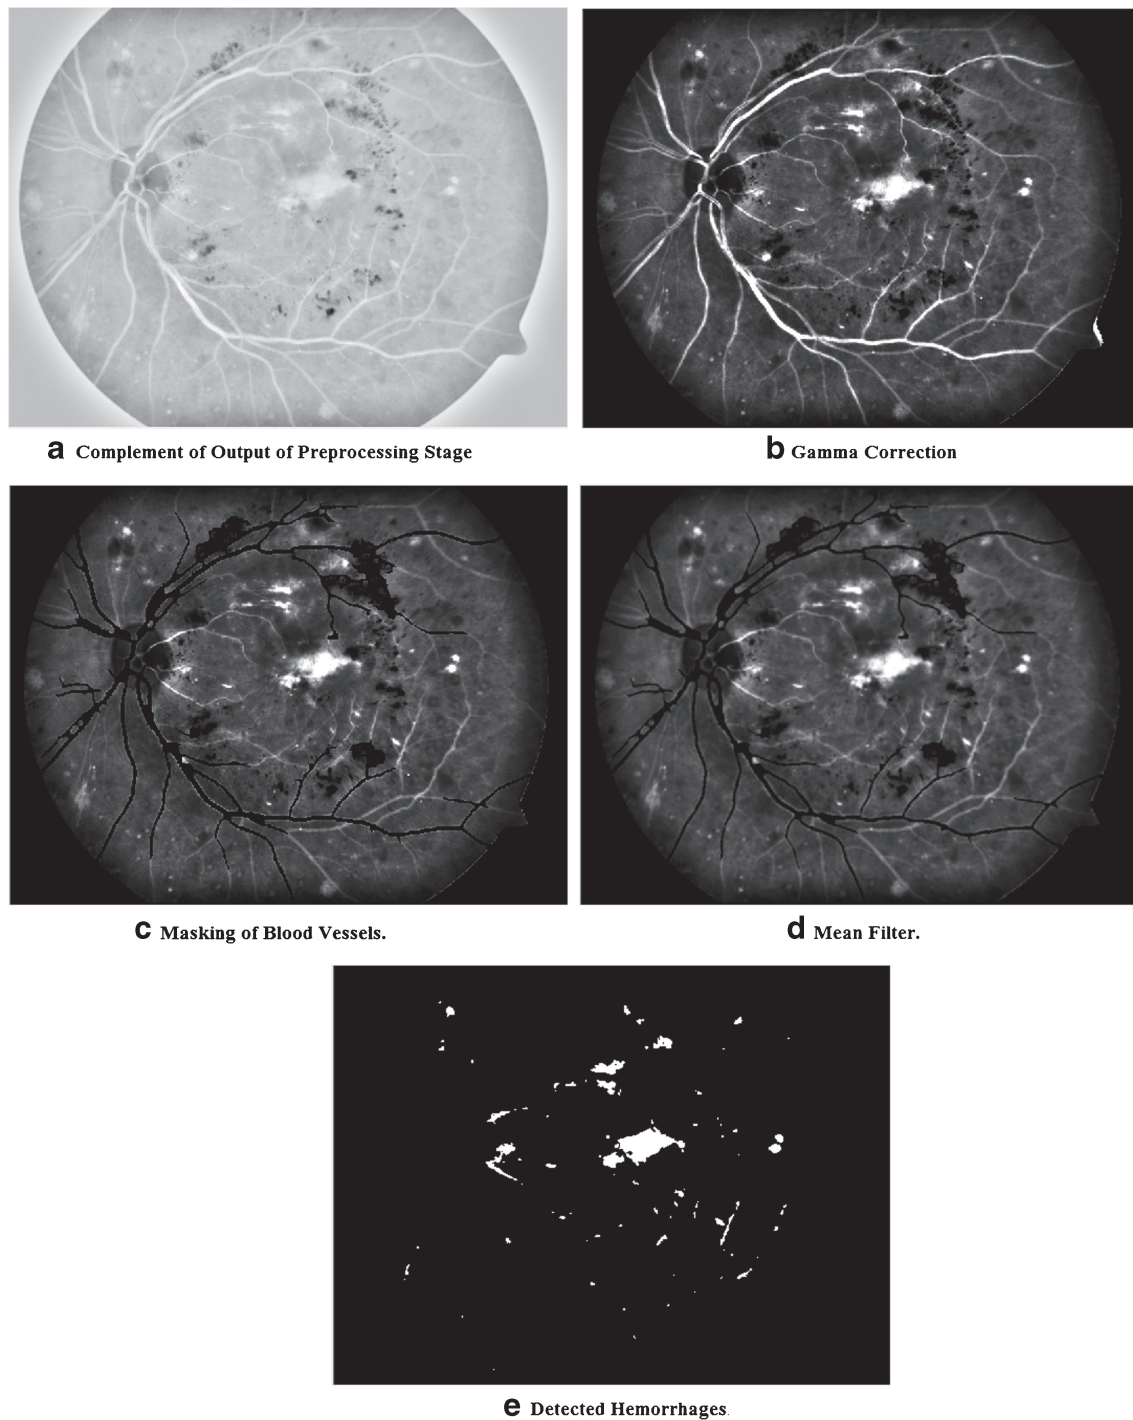 a Complement of Output of Preprocessing Stage
b Gamma Correction
c Masking of Blood Vessels.
d Mean Filter.
e Detected Hemorrhages.